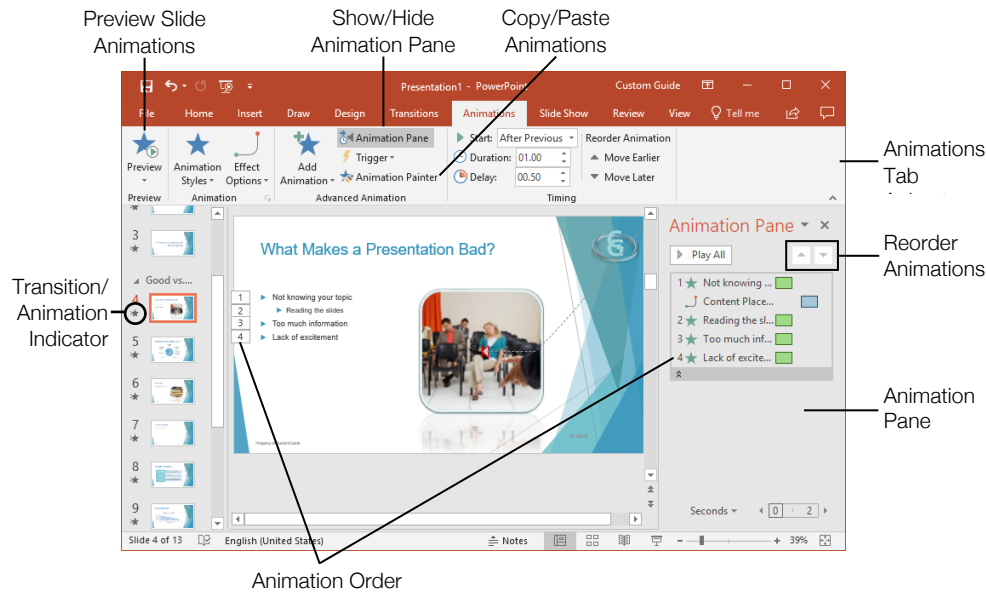 Preview Slide
Animations
Show/Hide
Animation Pane
Copy/Paste
Animations
Presentation1 - PowerPoint
Custom Guide
File Home Insert Draw Design Transitions Animations Slide Show Review View Tell me
Preview
Animation
Styles
Effect
Options
Add
Animation
Animation Pane
Trigger
Animation Painter
Start: After Previous
Duration: 01.00
Delay: 00.50
Reorder Animation
Move Earlier
Move Later
Preview Animation Advanced Animation Timing
Animations
Tab
3
Good vs....
4
5
6
7
8
9
Transition/
Animation
Indicator
What Makes a Presentation Bad?
1 Not knowing your topic
2 Reading the slides
3 Too much information
4 Lack of excitement
Property of CustomGuide
Animation Pane
Play All
1 Not knowing ...
Content Place...
2 Reading the sl...
3 Too much inf...
4 Lack of excite...
Seconds 0 2
Reorder
Animations
Animation
Pane
Slide 4 of 13 English (United States) Notes 39%
Animation Order